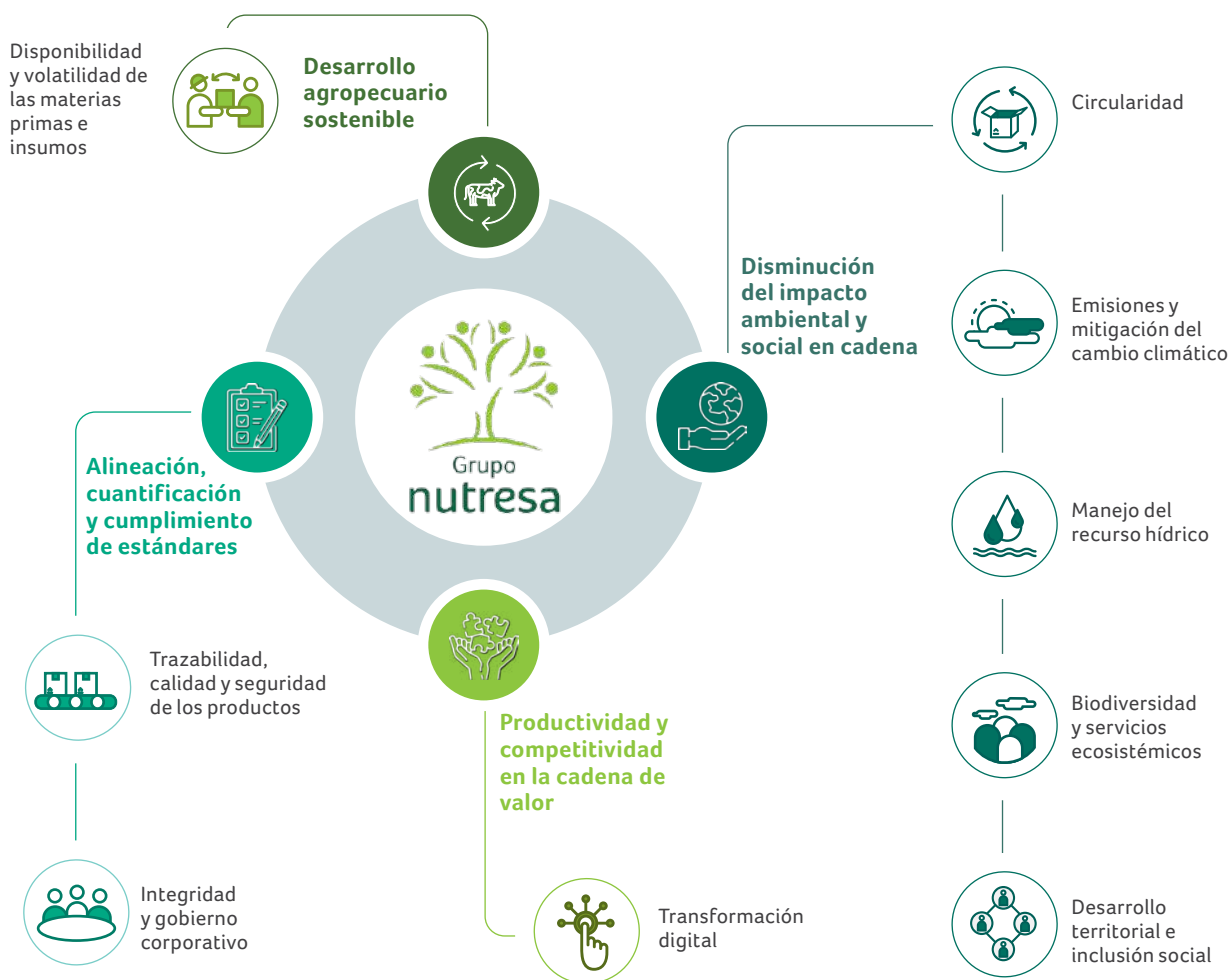 Disponibilidad
y volatilidad de
las materias
primas e
insumos
Desarrollo
agropecuario
sostenible
Circularidad
Disminución
del impacto
ambiental y
social en cadena
Emisiones y
mitigación del
cambio climático
Grupo
nutresa
Alineación,
cuantificación
y cumplimiento
de estándares
Manejo del
recurso hídrico
Trazabilidad,
calidad y seguridad
de los productos
Productividad y
competitividad
en la cadena de
valor
Biodiversidad
y servicios
ecosistémicos
Integridad
y gobierno
corporativo
Transformación
digital
Desarrollo
territorial e
inclusión social